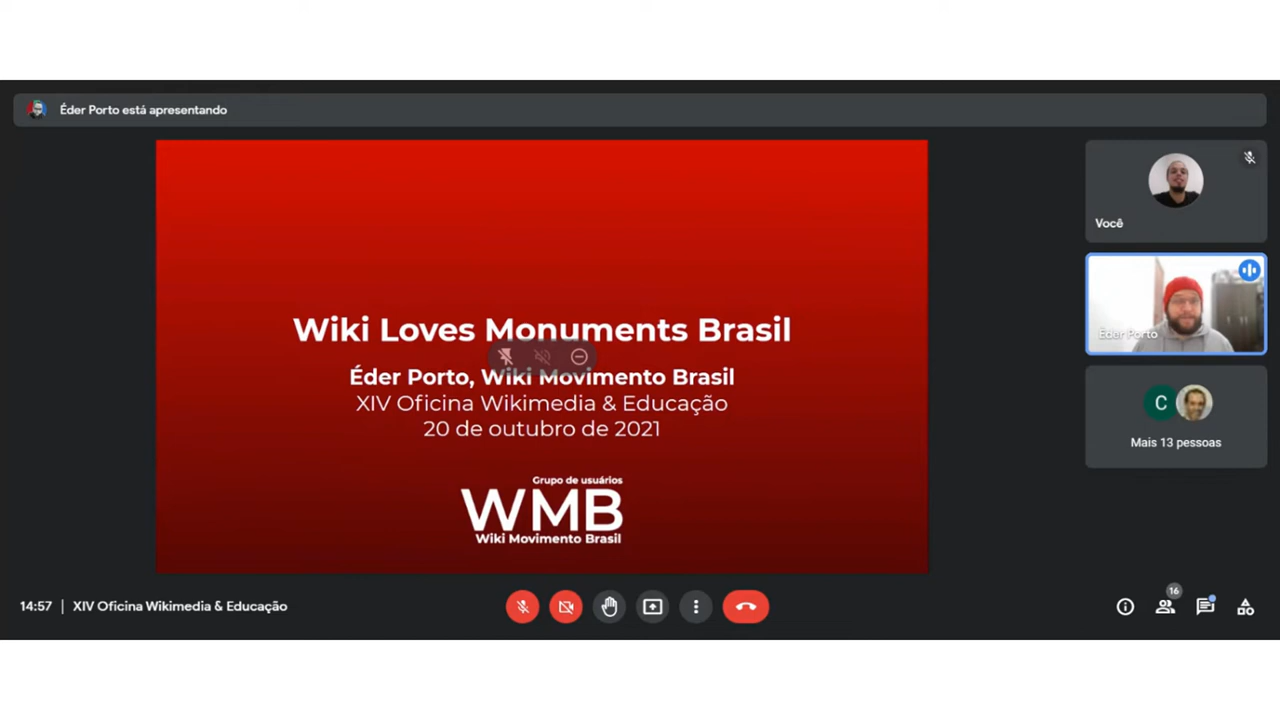 Éder Porto está apresentando
Wiki Loves Monuments Brasil
Éder Porto, Wiki Movimento Brasil
XIV Oficina Wikimedia & Educação
20 de outubro de 2021
Grupo de usuários
WMB
Wiki Movimento Brasil
Você
Éder Porto
C
Mais 13 pessoas
14:57 | XIV Oficina Wikimedia & Educação
16